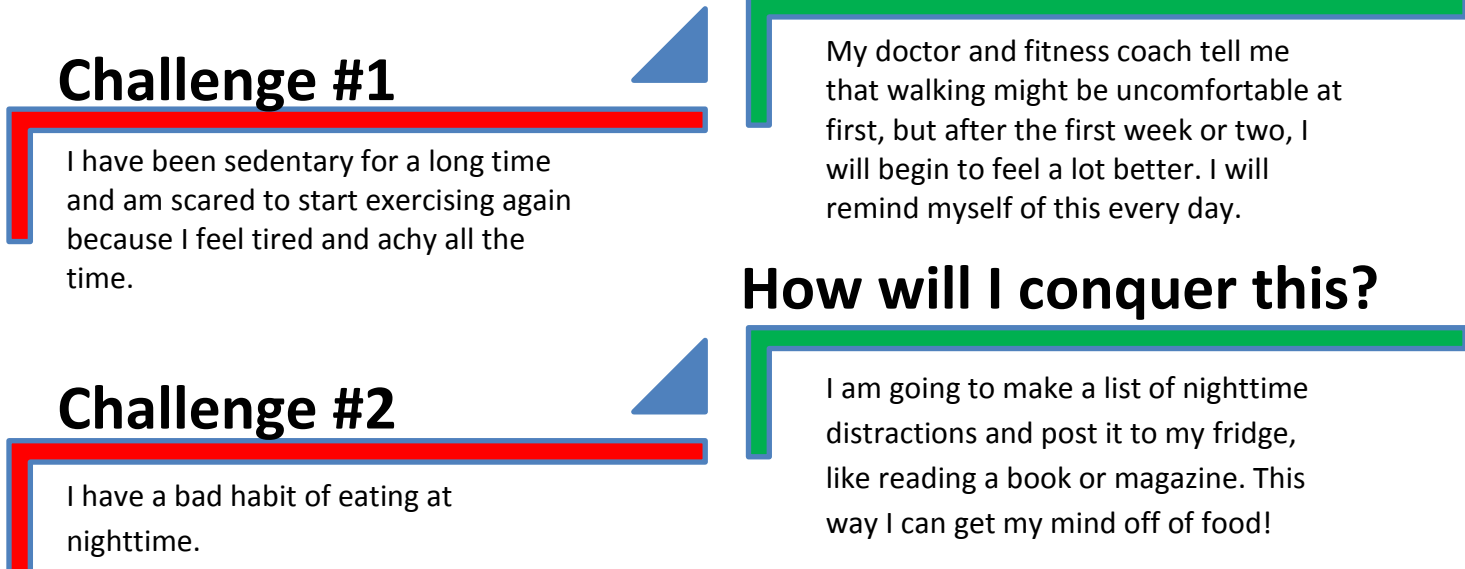 Challenge #1
I have been sedentary for a long time
and am scared to start exercising again
because I feel tired and achy all the
time.
My doctor and fitness coach tell me
that walking might be uncomfortable at
first, but after the first week or two, I
will begin to feel a lot better. I will
remind myself of this every day.
Challenge #2
I have a bad habit of eating at
nighttime.
How will I conquer this?
I am going to make a list of nighttime
distractions and post it to my fridge,
like reading a book or magazine. This
way I can get my mind off of food!